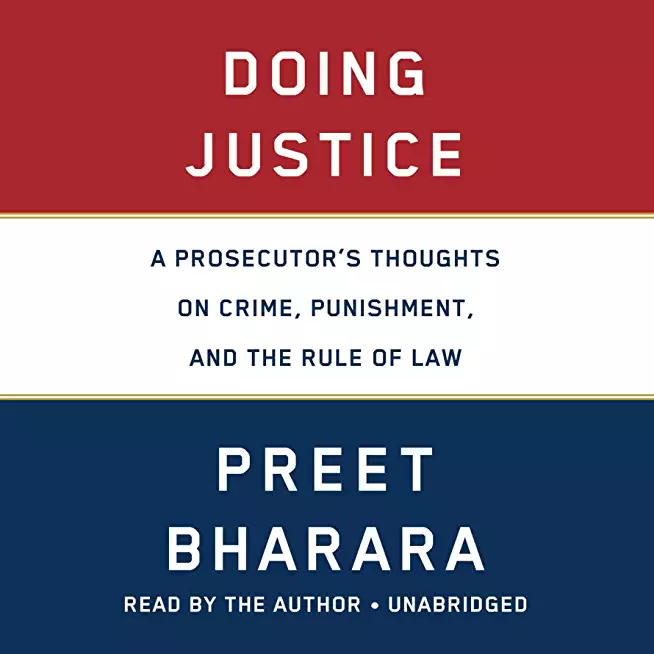 DOING
JUSTICE
A PROSECUTOR'S THOUGHTS
ON CRIME, PUNISHMENT,
AND THE RULE OF LAW
PREET
BHARARA
READ BY THE AUTHOR • UNABRIDGED